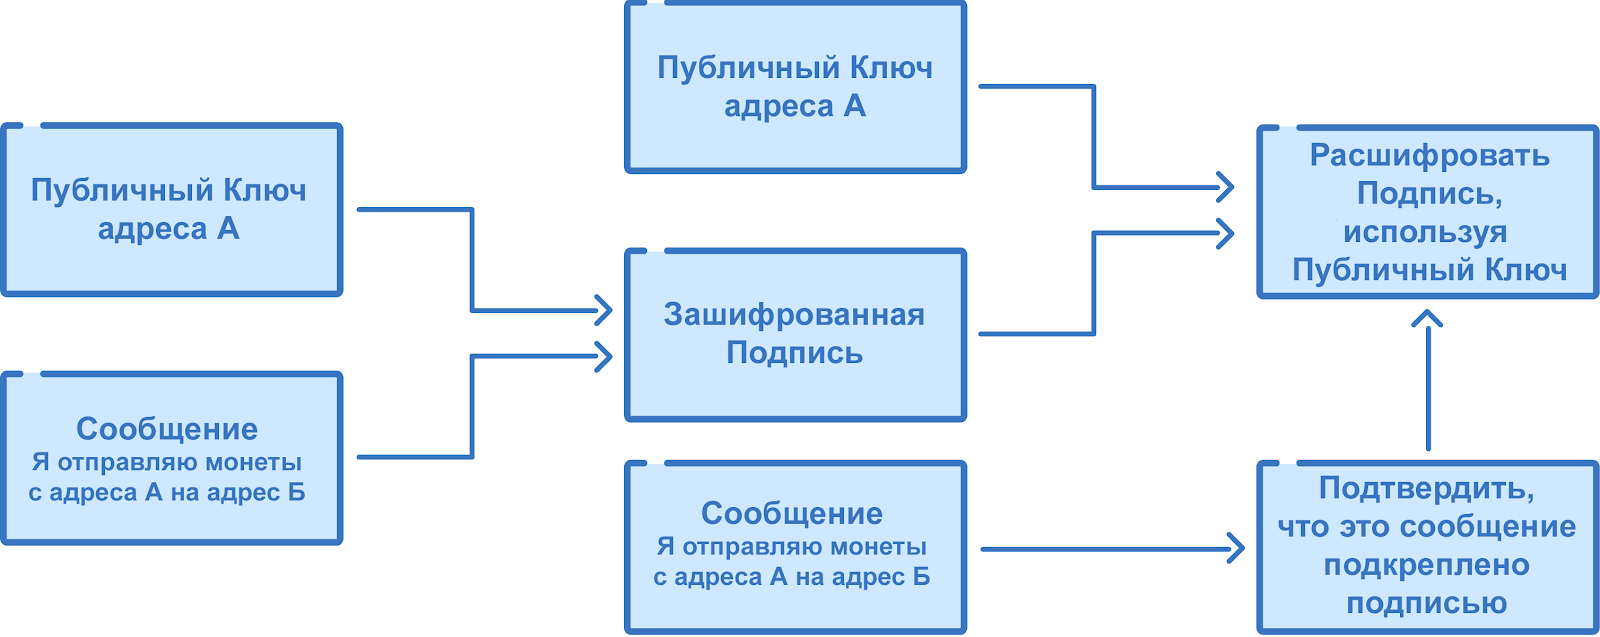 Публичный Ключ
адреса А
Сообщение
Я отправляю монеты
с адреса А на адрес Б
Публичный Ключ
адреса А
Зашифрованная
Подпись
Сообщение
Я отправляю монеты
с адреса А на адрес Б
Расшифровать
Подпись,
используя
Публичный Ключ
Подтвердить,
что это сообщение
подкреплено
подписью